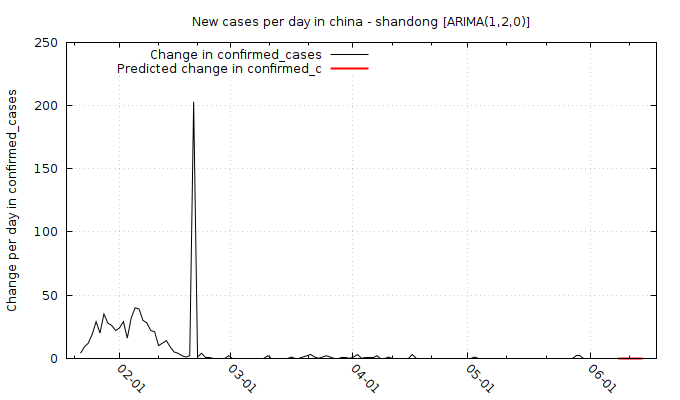 New cases per day in china - shandong [ARIMA(1,2,0)]
Change in confirmed_cases
Predicted change in confirmed_c
Change per day in confirmed_cases
250
200
150
100
50
0
02-01
03-01
04-01
05-01
06-01